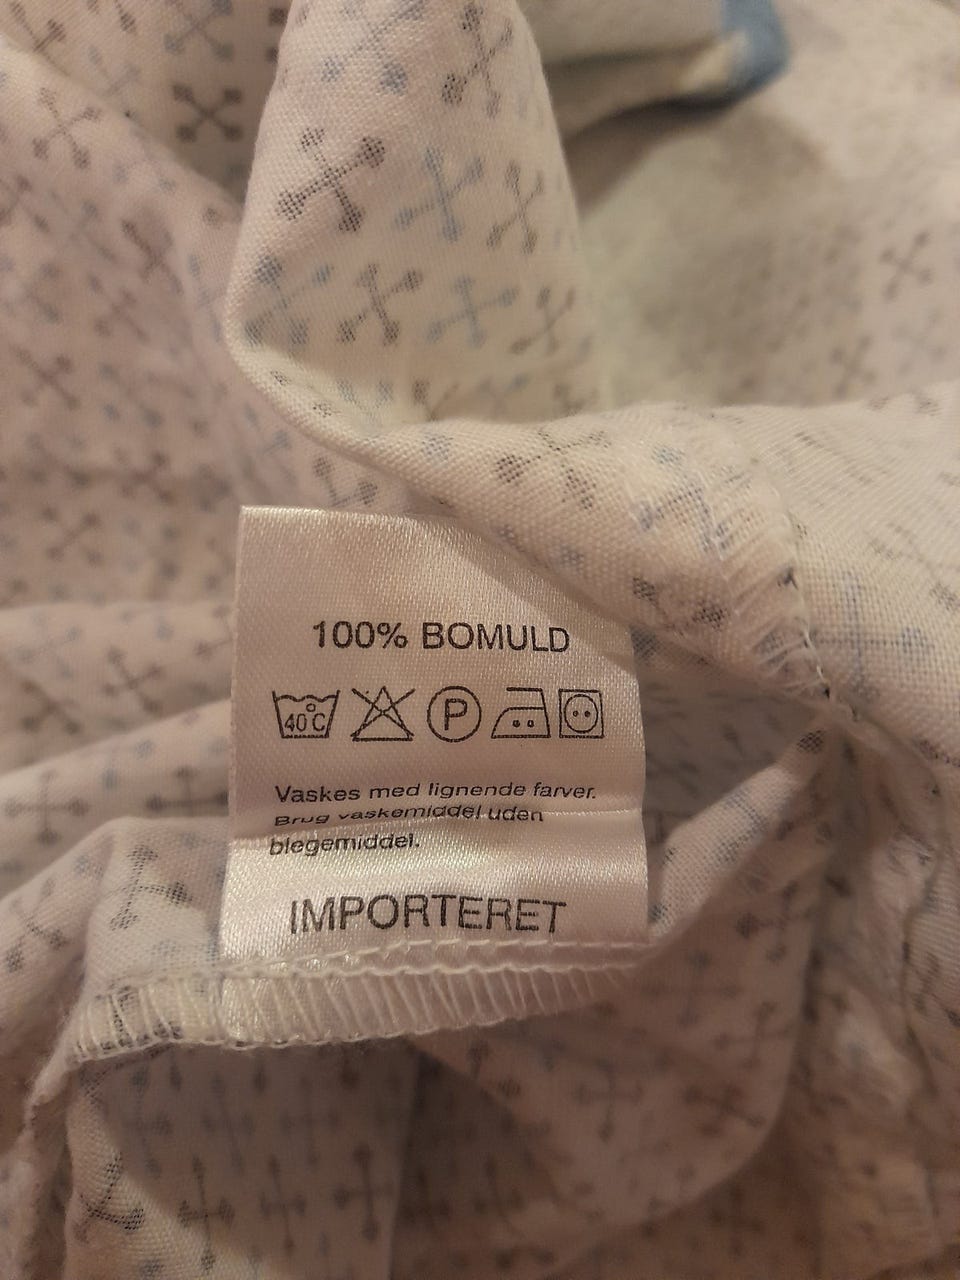 100% BOMULD
40°C P
Vaskes med lignende farver.
Brug vaskemiddel uden
blegemiddel.
IMPORTERET